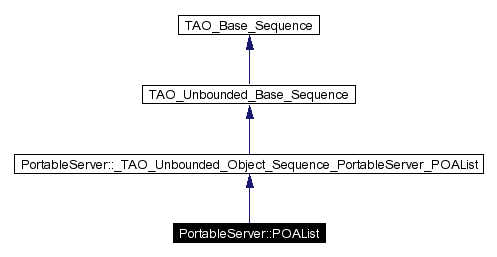 TAO_Base_Sequence
TAO_Unbounded_Base_Sequence
PortableServer::_TAO_Unbounded_Object_Sequence_PortableServer_POAList
PortableServer::POAList